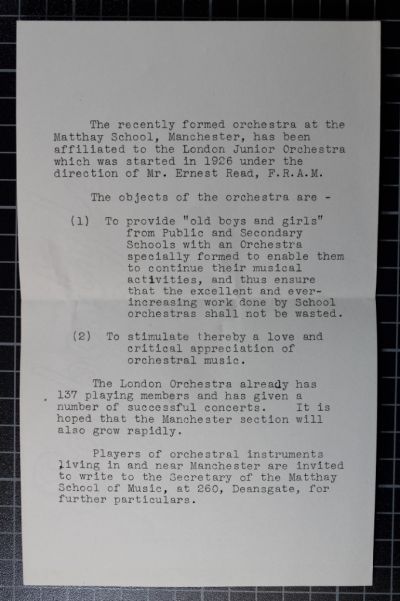 The recently formed orchestra at the
Matthay School, Manchester, has been
affiliated to the London Junior Orchestra
which was started in 1926 under the
direction of Mr. Ernest Read, F.R.A.M.
The objects of the orchestra are -
(1) To provide "old boys and girls"
from Public and Secondary
Schools with an Orchestra
specially formed to enable them
to continue their musical
activities, and thus ensure
that the excellent and ever-
increasing work done by School
orchestras shall not be wasted.
(2) To stimulate thereby a love and
critical appreciation of
orchestral music.
The London Orchestra already has
137 playing members and has given a
number of successful concerts. It is
hoped that the Manchester section will
also grow rapidly.
Players of orchestral instruments
living in and near Manchester are invited
to write to the Secretary of the Matthay
School of Music, at 260, Deansgate, for
further particulars.